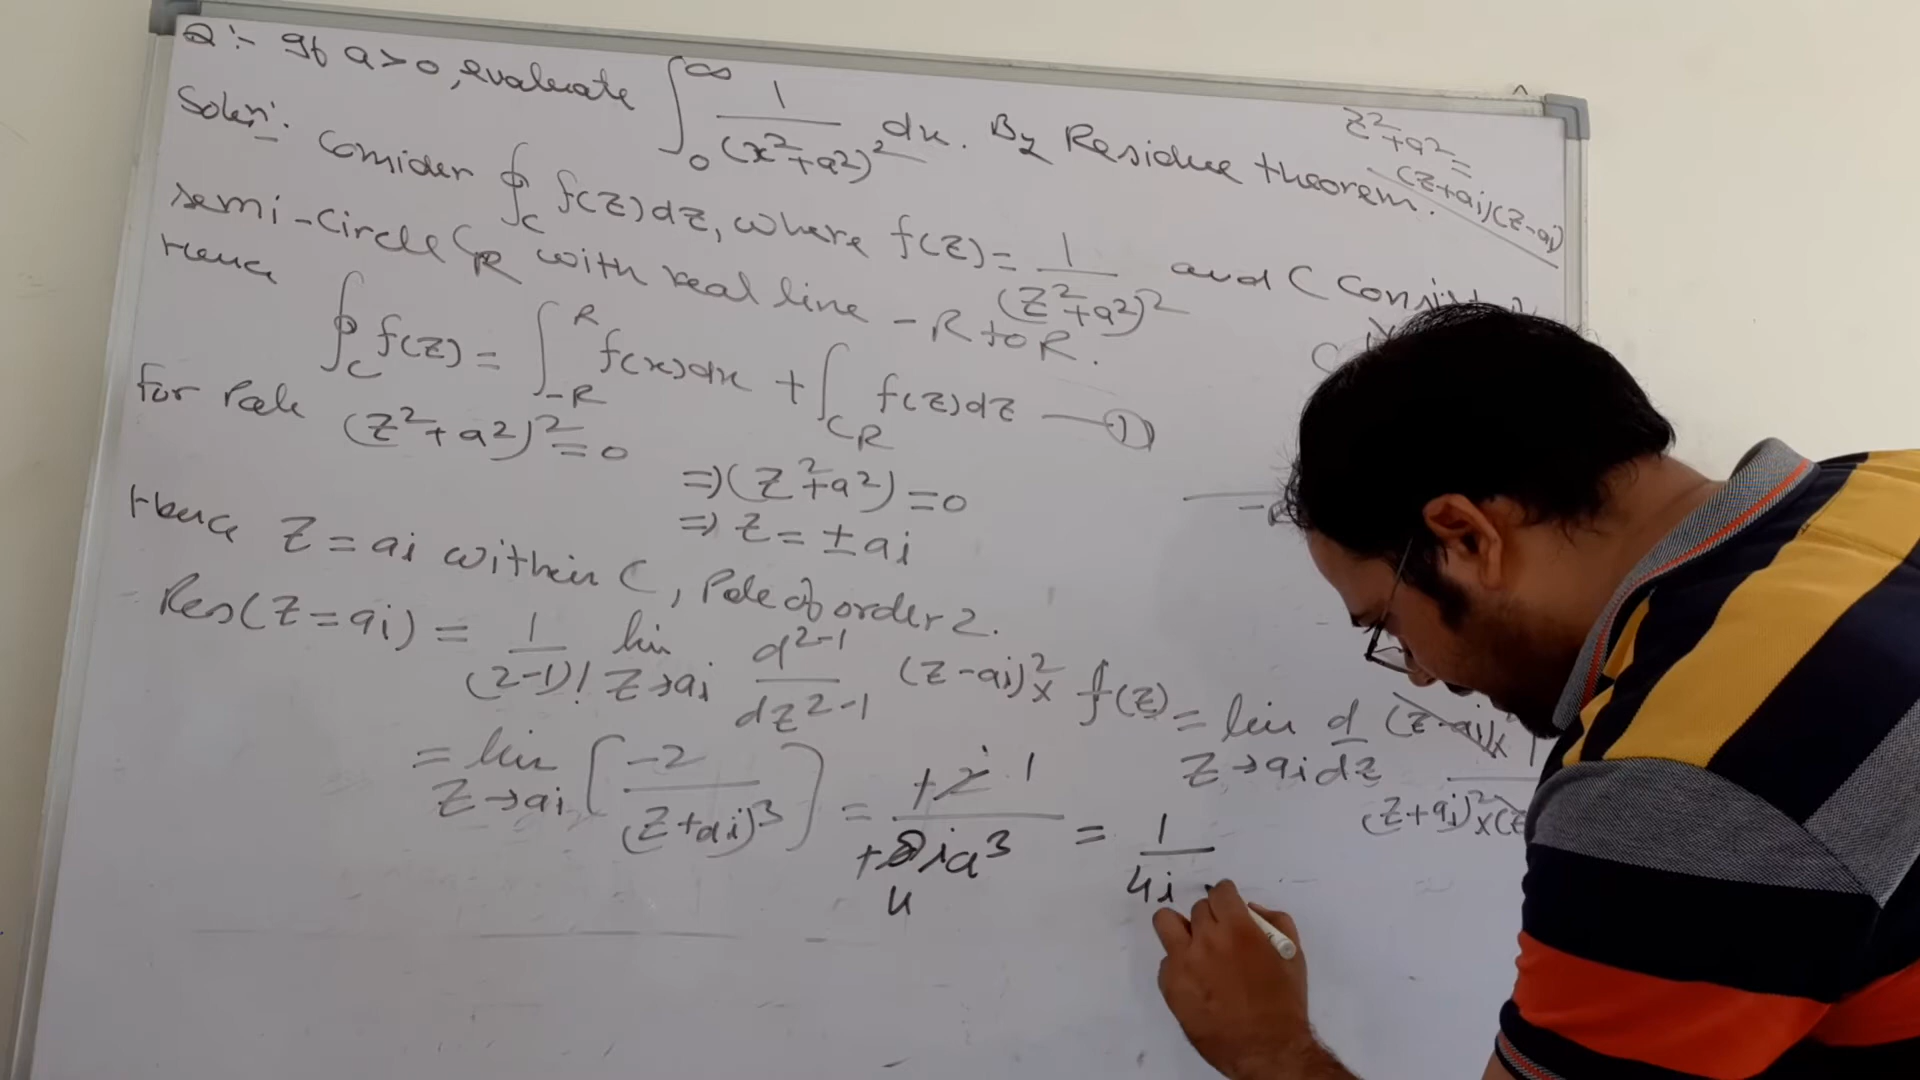 Q:- If a>0, evaluate ∫₀^∞ 1/(x²+a²)² dx. By Residue theorem.
z²+a² =
(z+ai)(z-ai)
Soln:. Consider ∮_C f(z)dz, where f(z)= 1/(z²+a²)² and C
semi-circle C_R with real line -R to R.
Hence ∮_C f(z) = ∫_{-R}^{R} f(x)dx + ∫_{C_R} f(z)dz —①
For Pole (z²+a²)²=0
⇒(z²+a²)=0
⇒ z = ±ai
Hence z=ai within C, Pole of order 2.
Res(z=ai) = 1/(2-1)! lim_{z→ai} d^{2-1}/dz^{2-1} (z-ai)² × f(z) = lim_{z→ai} d/dz (z-ai)² ×
(z+ai)² ×(z
= lim_{z→ai} [-2/(z+ai)³] = +2 1/+8ia³ = 1/4i
4